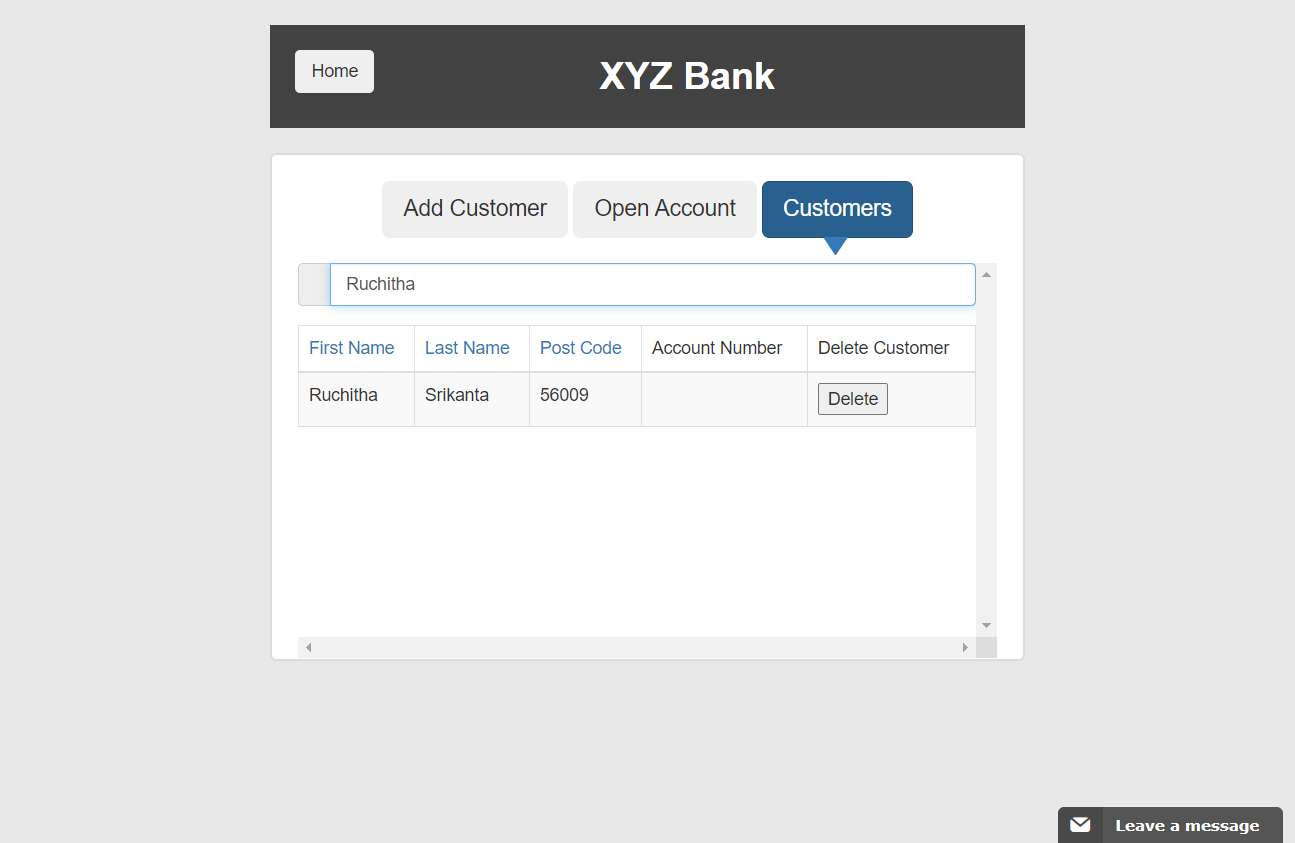 Home
XYZ Bank
Add Customer Open Account Customers
Ruchitha
First Name Last Name Post Code Account Number Delete Customer
Ruchitha Srikanta 56009 Delete
Leave a message